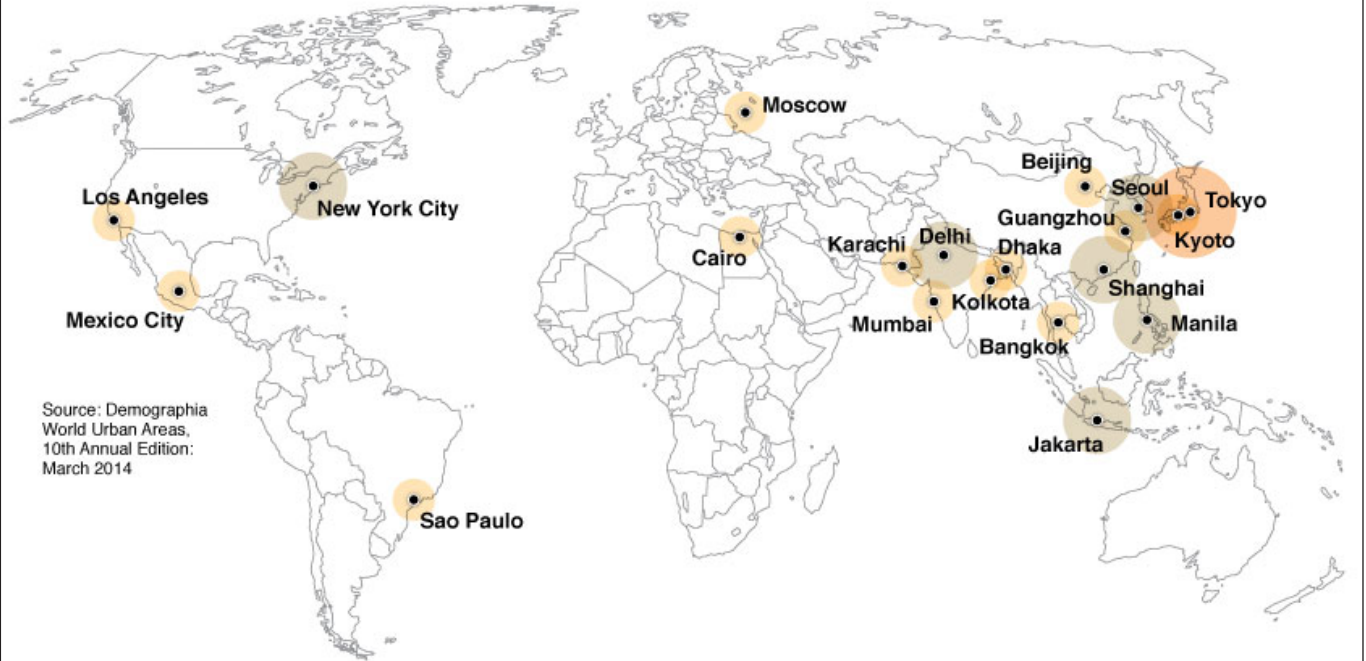 Moscow
Beijing
Los Angeles
Seoul
Tokyo
New York City
Guangzhou
Kyoto
Cairo
Karachi
Delhi
Dhaka
Shanghai
Kolkota
Mexico City
Mumbai
Manila
Bangkok
Source: Demographia
World Urban Areas,
10th Annual Edition:
March 2014
Jakarta
Sao Paulo